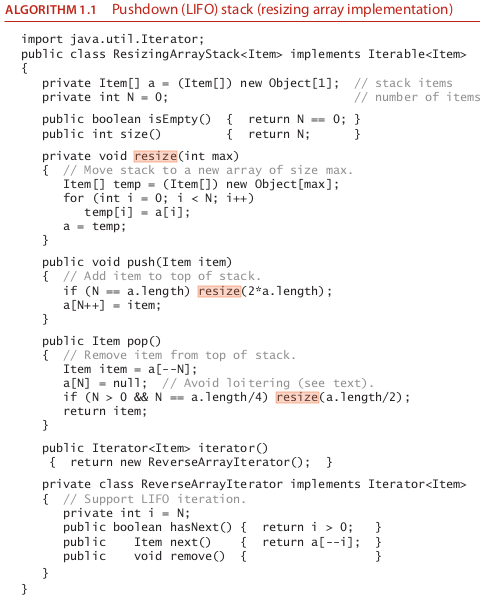 ALGORITHM 1.1 Pushdown (LIFO) stack (resizing array implementation)
import java.util.Iterator;
public class ResizingArrayStack<Item> implements Iterable<Item>
{
   private Item[] a = (Item[]) new Object[1];  // stack items
   private int N = 0;                          // number of items
   public boolean isEmpty()  {  return N == 0; }
   public int size()         {  return N;      }
   private void resize(int max)
   {  // Move stack to a new array of size max.
      Item[] temp = (Item[]) new Object[max];
      for (int i = 0; i < N; i++)
         temp[i] = a[i];
      a = temp;
   }
   public void push(Item item)
   {  // Add item to top of stack.
      if (N == a.length) resize(2*a.length);
      a[N++] = item;
   }
   public Item pop()
   {  // Remove item from top of stack.
      Item item = a[--N];
      a[N] = null;  // Avoid loitering (see text).
      if (N > 0 && N == a.length/4) resize(a.length/2);
      return item;
   }
   public Iterator<Item> iterator()
    {  return new ReverseArrayIterator();  }
   private class ReverseArrayIterator implements Iterator<Item>
   {  // Support LIFO iteration.
      private int i = N;
      public boolean hasNext() {  return i > 0;   }
      public    Item next()    {  return a[--i];  }
      public    void remove()  {                  }
   }
}